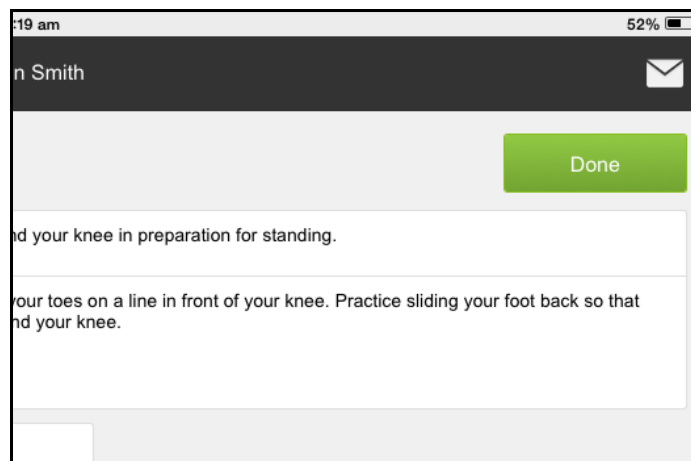 :19 am 52%
n Smith
Done
nd your knee in preparation for standing.
your toes on a line in front of your knee. Practice sliding your foot back so that
nd your knee.